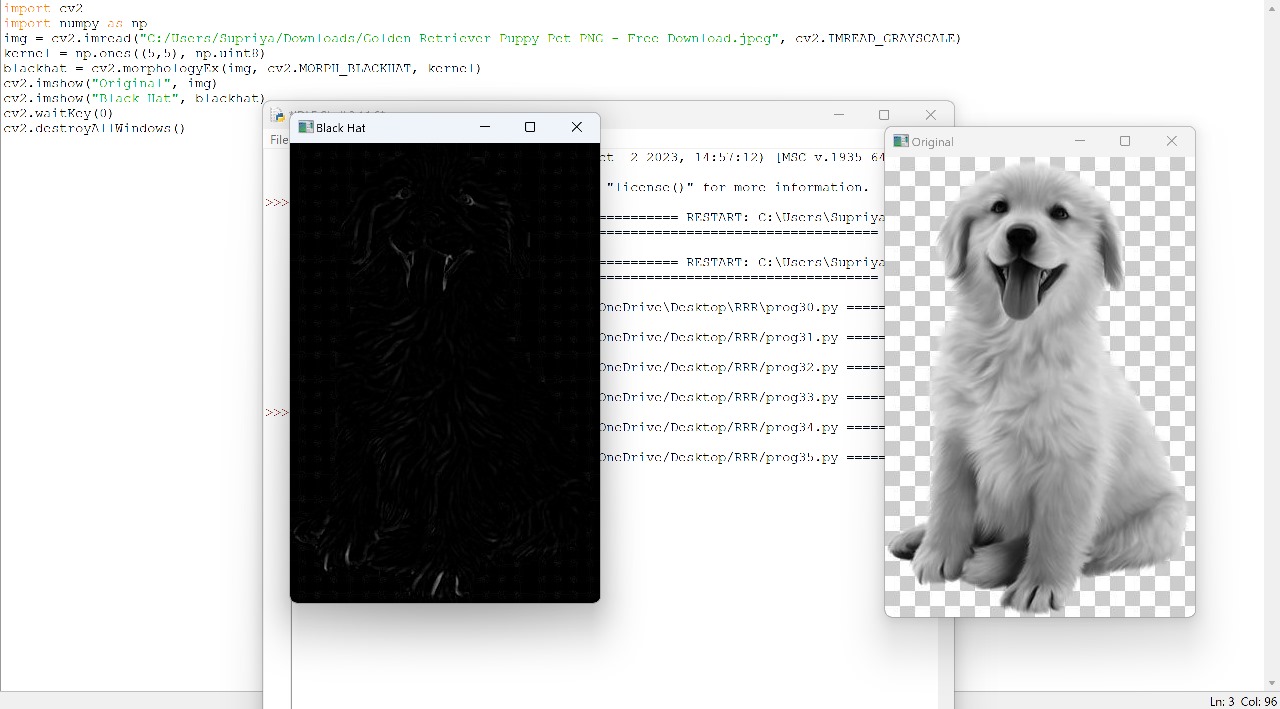 import cv2
import numpy as np
img = cv2.imread("C:/Users/Supriya/Downloads/Golden Retriever Puppy Pet PNG - Free Download.jpeg", cv2.IMREAD_GRAYSCALE)
kernel = np.ones((5,5), np.uint8)
blackhat = cv2.morphologyEx(img, cv2.MORPH_BLACKHAT, kernel)
cv2.imshow("Original", img)
cv2.imshow("Black Hat", blackhat)
cv2.waitKey(0)
cv2.destroyAllWindows()
File
Black Hat
Original
2 2023, 14:57:12) [MSC v.1935 64
"license()" for more information.
>>>
========== RESTART: C:\Users\Supriya
===================================
========== RESTART: C:\Users\Supriya
===================================
OneDrive\Desktop\RRR\prog30.py =====
OneDrive/Desktop/RRR/prog31.py =====
OneDrive/Desktop/RRR/prog32.py =====
OneDrive/Desktop/RRR/prog33.py =====
>>>
OneDrive/Desktop/RRR/prog34.py =====
OneDrive/Desktop/RRR/prog35.py =====
Ln: 3 Col: 96